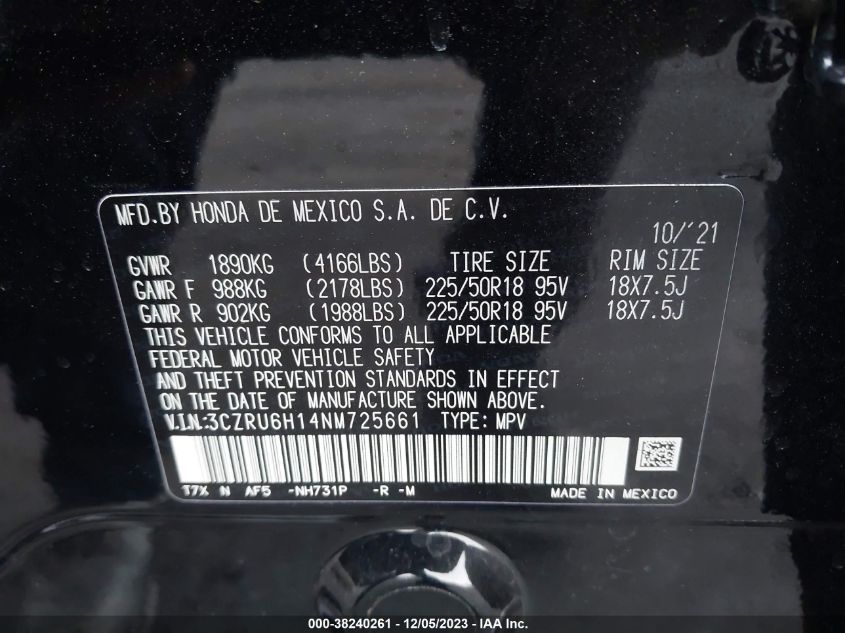 MFD.BY HONDA DE MEXICO S.A. DE C.V.
10/'21
GVWR 1890KG (4166LBS) TIRE SIZE RIM SIZE
GAWR F 988KG (2178LBS) 225/50R18 95V 18X7.5J
GAWR R 902KG (1988LBS) 225/50R18 95V 18X7.5J
THIS VEHICLE CONFORMS TO ALL APPLICABLE
FEDERAL MOTOR VEHICLE SAFETY
AND THEFT PREVENTION STANDARDS IN EFFECT
ON THE DATE OF MANUFACTURE SHOWN ABOVE.
V.I.N.:3CZRU6H14NM725661 TYPE: MPV
T7X N AF5 -NH731P -R -M MADE IN MEXICO
000-38240261 - 12/05/2023 - IAA Inc.